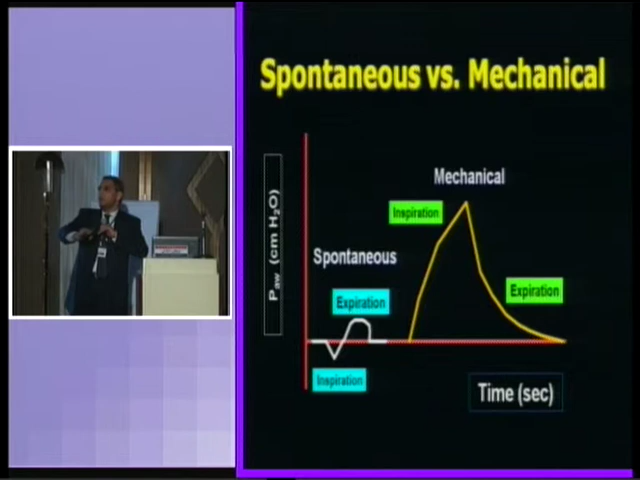 Spontaneous vs. Mechanical
Mechanical
Inspiration
Spontaneous
Expiration
Expiration
Inspiration
Paw (cm H2O)
Time (sec)